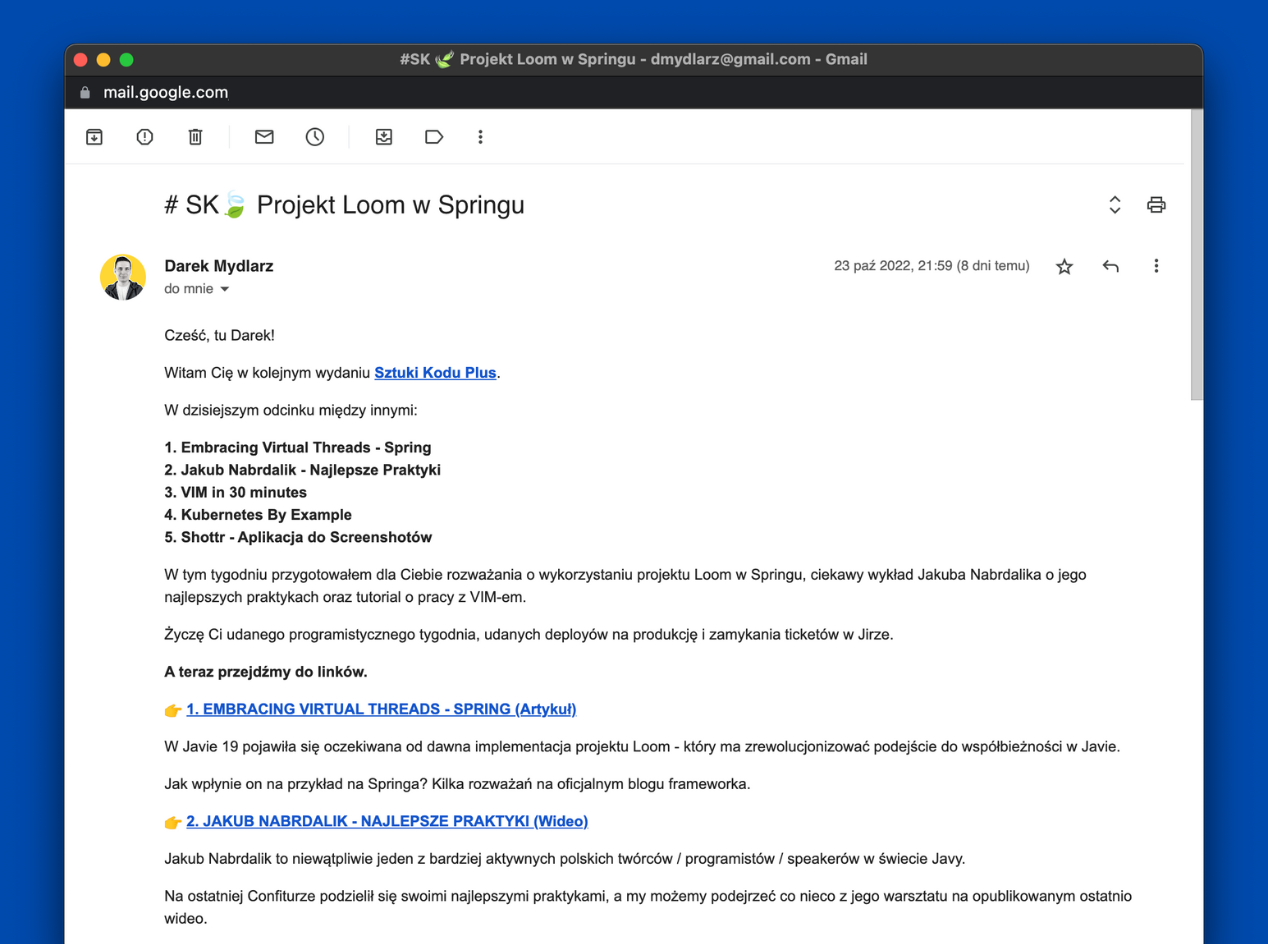 #SK 🌿 Projekt Loom w Springu - dmydlarz@gmail.com - Gmail
mail.google.com
# SK🍃 Projekt Loom w Springu
Darek Mydlarz
23 paź 2022, 21:59 (8 dni temu)
do mnie
Cześć, tu Darek!
Witam Cię w kolejnym wydaniu Sztuki Kodu Plus.
W dzisiejszym odcinku między innymi:
1. Embracing Virtual Threads - Spring
2. Jakub Nabrdalik - Najlepsze Praktyki
3. VIM in 30 minutes
4. Kubernetes By Example
5. Shottr - Aplikacja do Screenshotów
W tym tygodniu przygotowałem dla Ciebie rozważania o wykorzystaniu projektu Loom w Springu, ciekawy wykład Jakuba Nabrdalika o jego
najlepszych praktykach oraz tutorial o pracy z VIM-em.
Życzę Ci udanego programistycznego tygodnia, udanych deployów na produkcję i zamykania ticketów w Jirze.
A teraz przejdźmy do linków.
👉 1. EMBRACING VIRTUAL THREADS - SPRING (Artykuł)
W Javie 19 pojawiła się oczekiwana od dawna implementacja projektu Loom - który ma zrewolucjonizować podejście do współbieżności w Javie.
Jak wpłynie on na przykład na Springa? Kilka rozważań na oficjalnym blogu frameworka.
👉 2. JAKUB NABRDALIK - NAJLEPSZE PRAKTYKI (Wideo)
Jakub Nabrdalik to niewątpliwie jeden z bardziej aktywnych polskich twórców / programistów / speakerów w świecie Javy.
Na ostatniej Confiturze podzielił się swoimi najlepszymi praktykami, a my możemy podejrzeć co nieco z jego warsztatu na opublikowanym ostatnio
wideo.